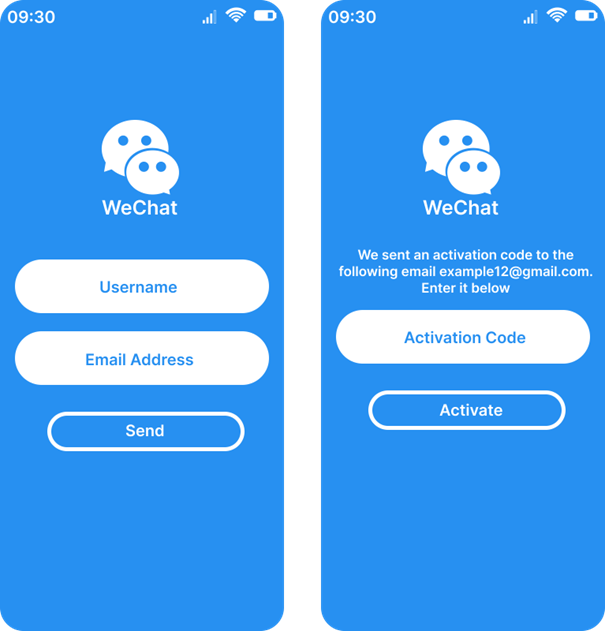 09:30
WeChat
Username
Email Address
Send
09:30
WeChat
We sent an activation code to the
following email example12@gmail.com.
Enter it below
Activation Code
Activate